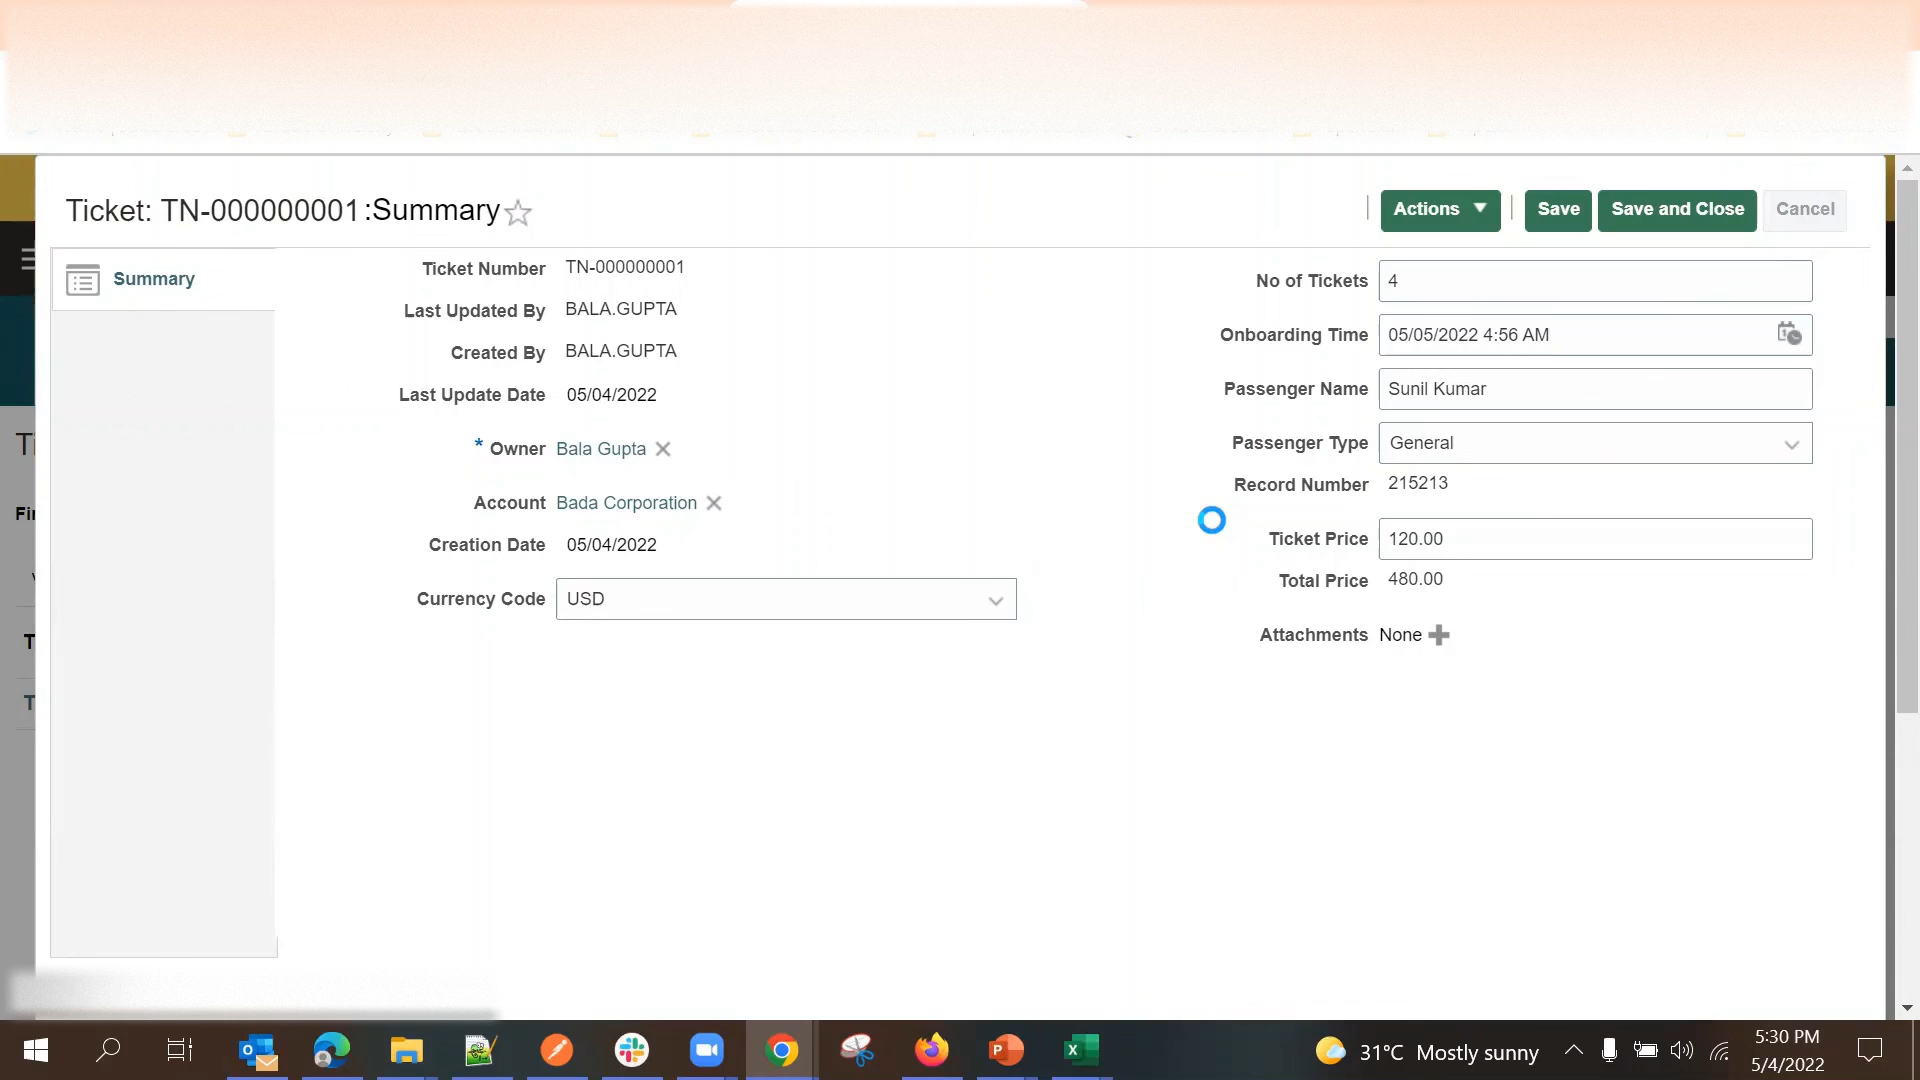 Ticket: TN-000000001 :Summary
Actions
Save
Save and Close
Cancel
Summary
Ticket Number TN-000000001
Last Updated By BALA.GUPTA
Created By BALA.GUPTA
Last Update Date 05/04/2022
* Owner Bala Gupta
Account Bada Corporation
Creation Date 05/04/2022
Currency Code USD
No of Tickets 4
Onboarding Time 05/05/2022 4:56 AM
Passenger Name Sunil Kumar
Passenger Type General
Record Number 215213
Ticket Price 120.00
Total Price 480.00
Attachments None
31°C Mostly sunny
5:30 PM
5/4/2022